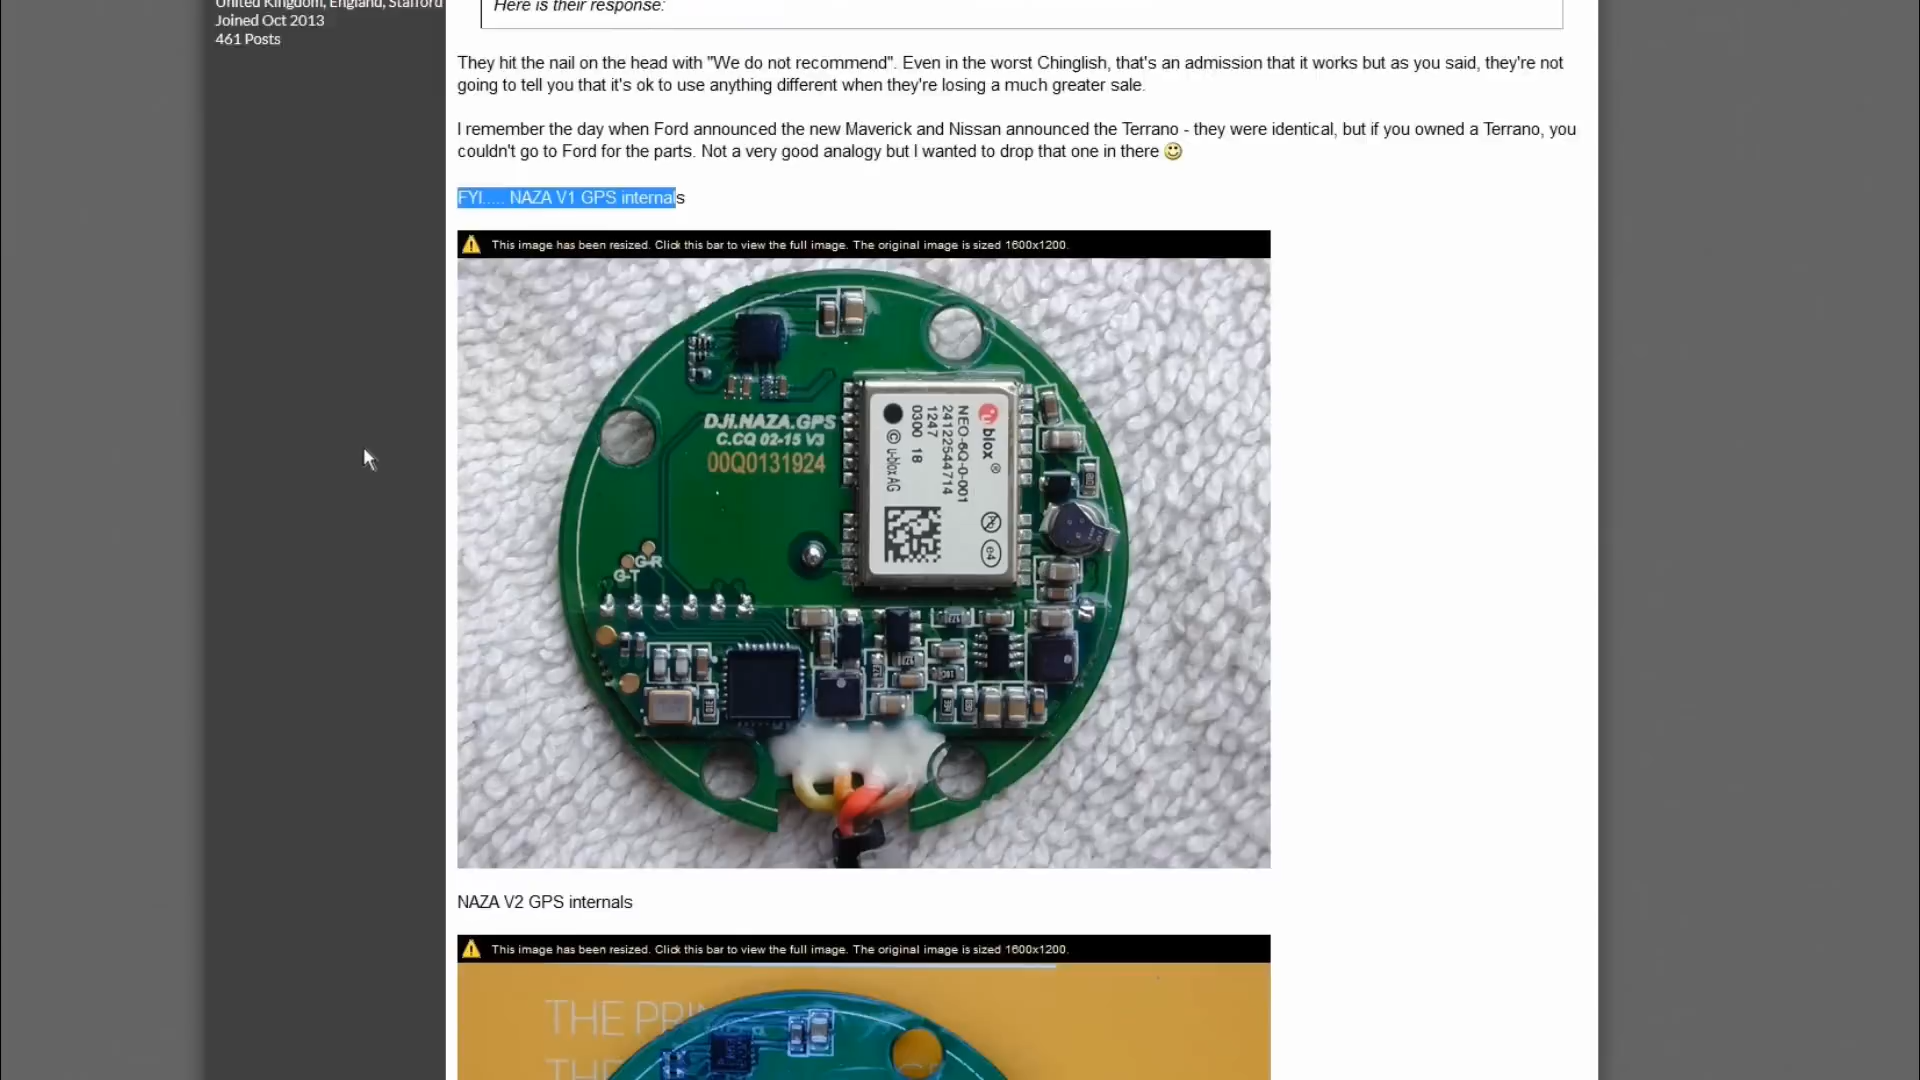 United Kingdom, England, Stafford
Joined Oct 2013
461 Posts
Here is their response:
They hit the nail on the head with "We do not recommend". Even in the worst Chinglish, that's an admission that it works but as you said, they're not
going to tell you that it's ok to use anything different when they're losing a much greater sale.
I remember the day when Ford announced the new Maverick and Nissan announced the Terrano - they were identical, but if you owned a Terrano, you
couldn't go to Ford for the parts. Not a very good analogy but I wanted to drop that one in there
FYI..... NAZA V1 GPS internals
This image has been resized. Click this bar to view the full image. The original image is sized 1600x1200.
DJI.NAZA.GPS
C.CQ 02-15 V3
00Q0131924
G-R
G-T
u blox®
NEO-6Q-0-001
24122544714
1247
0300 18
© u-blox AG
Pb
e4
NAZA V2 GPS internals
This image has been resized. Click this bar to view the full image. The original image is sized 1600x1200.
THE PRI
THE